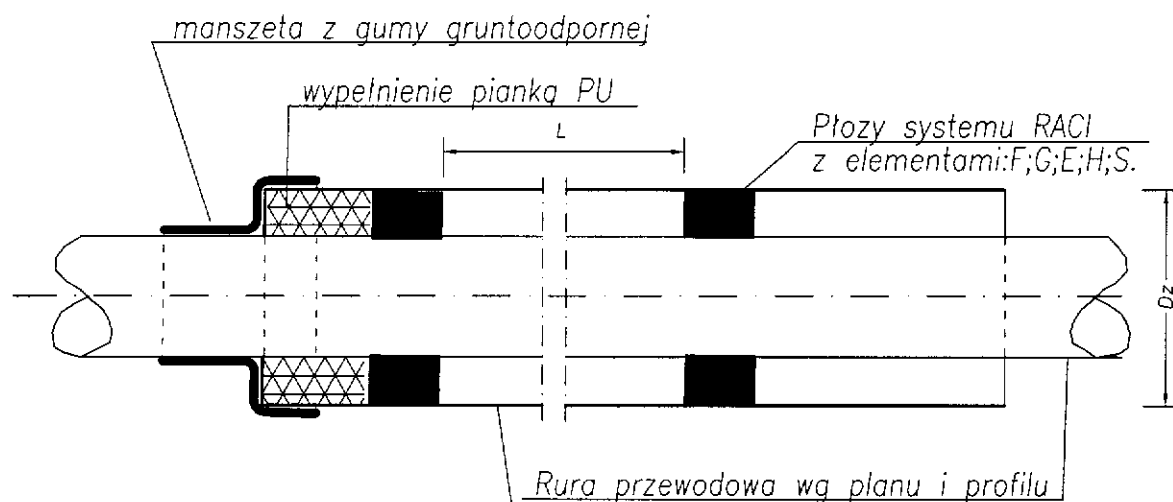 manszeta z gumy gruntoodpornej
wypełnienie pianką PU
L
Płozy systemu RACI
z elementami:F;G;E;H;S.
Dz
Rura przewodowa wg planu i profilu